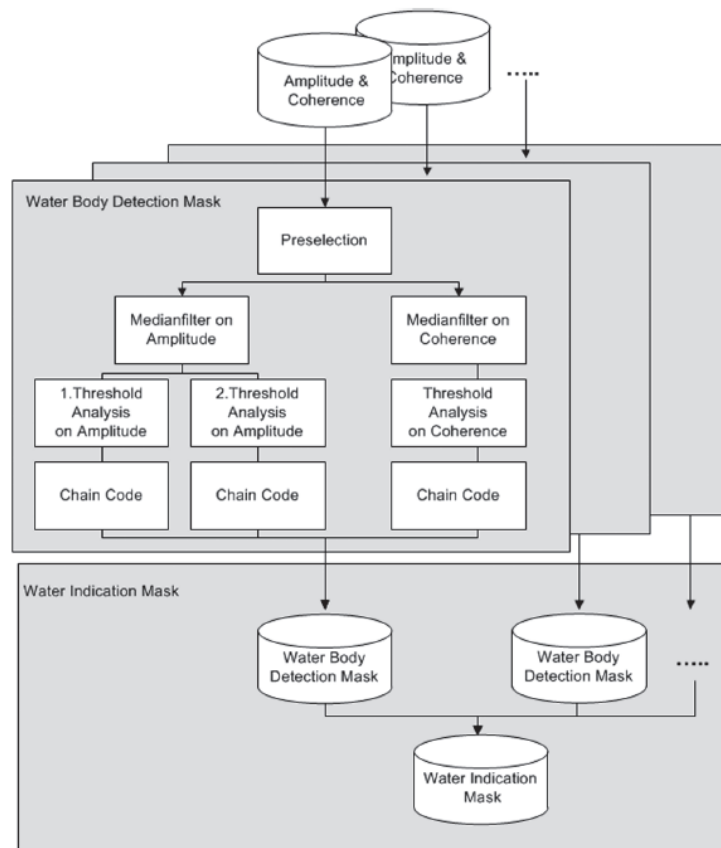 Amplitude &
Coherence
mplitude &
Coherence
.....
Water Body Detection Mask
Preselection
Medianfilter on
Amplitude
Medianfilter on
Coherence
1.Threshold
Analysis
on Amplitude
2.Threshold
Analysis
on Amplitude
Threshold
Analysis
on Coherence
Chain Code
Chain Code
Chain Code
Water Indication Mask
Water Body
Detection Mask
Water Body
Detection Mask
.....
Water Indication
Mask